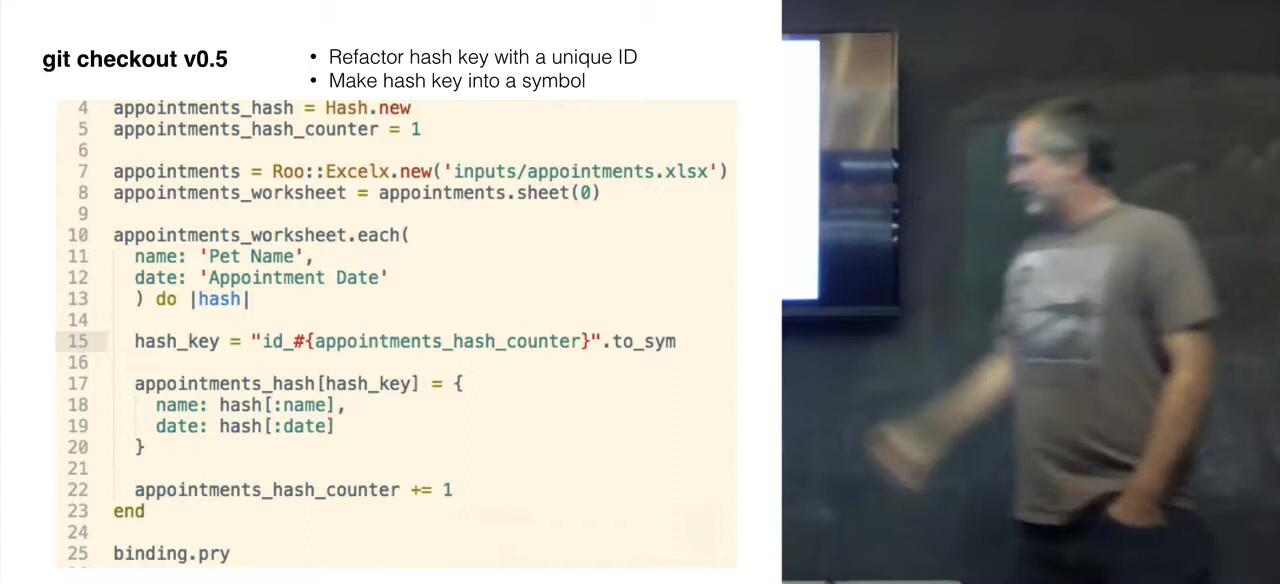 git checkout v0.5
• Refactor hash key with a unique ID
• Make hash key into a symbol
4 appointments_hash = Hash.new
5 appointments_hash_counter = 1
6
7 appointments = Roo::Excelx.new('inputs/appointments.xlsx')
8 appointments_worksheet = appointments.sheet(0)
9
10 appointments_worksheet.each(
11 name: 'Pet Name',
12 date: 'Appointment Date'
13 ) do |hash|
14
15 hash_key = "id_#{appointments_hash_counter}".to_sym
16
17 appointments_hash[hash_key] = {
18 name: hash[:name],
19 date: hash[:date]
20 }
21
22 appointments_hash_counter += 1
23 end
24
25 binding.pry